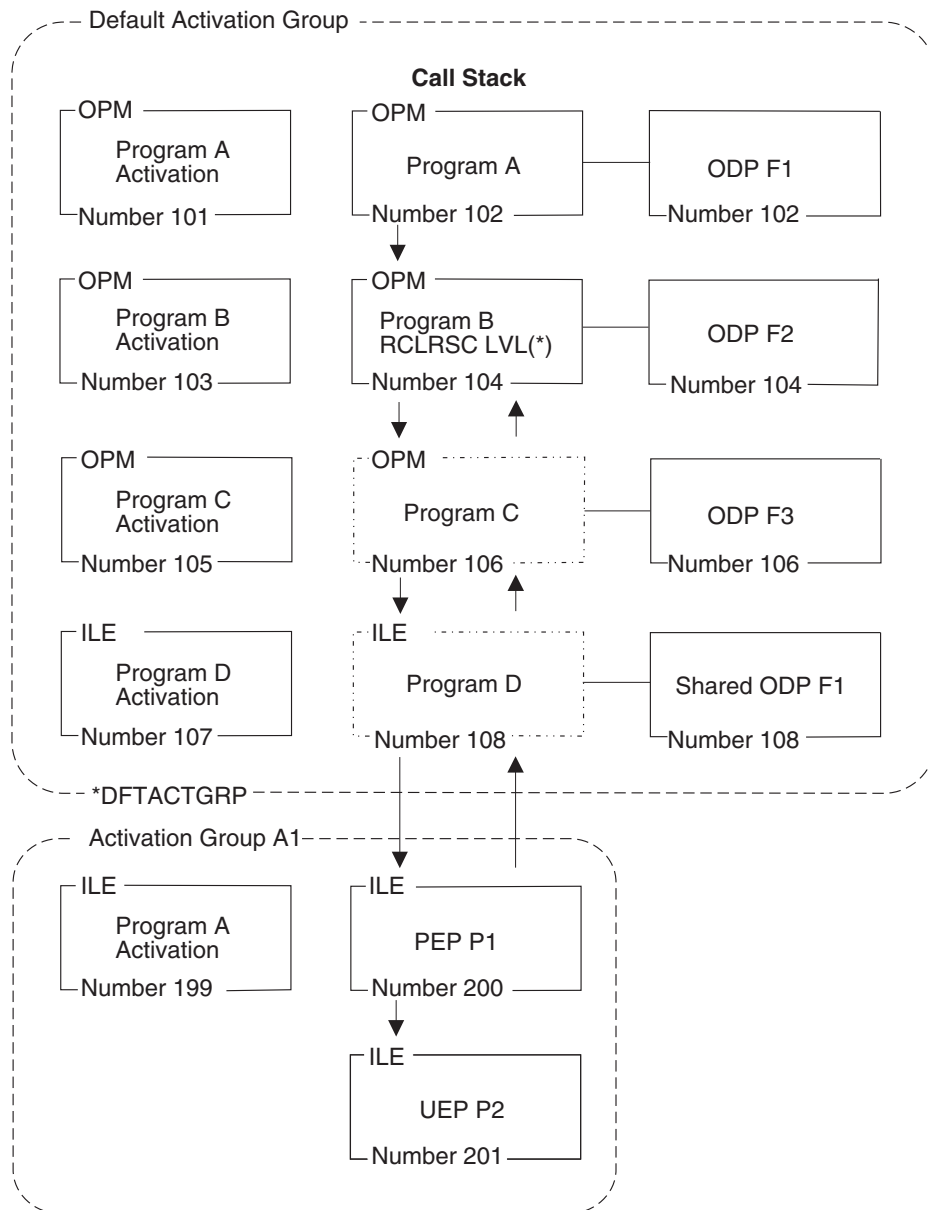 Default Activation Group
Call Stack
OPM
Program A
Activation
Number 101
OPM
Program A
Number 102
ODP F1
Number 102
OPM
Program B
Activation
Number 103
OPM
Program B
RCLRSC LVL(*)
Number 104
ODP F2
Number 104
OPM
Program C
Activation
Number 105
OPM
Program C
Number 106
ODP F3
Number 106
ILE
Program D
Activation
Number 107
ILE
Program D
Number 108
Shared ODP F1
Number 108
*DFTACTGRP
Activation Group A1
ILE
Program A
Activation
Number 199
ILE
PEP P1
Number 200
ILE
UEP P2
Number 201